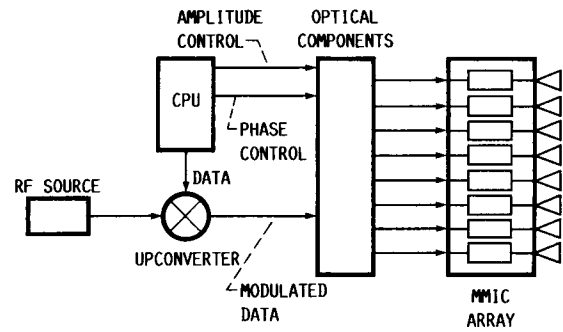 AMPLITUDE
CONTROL
OPTICAL
COMPONENTS
CPU
PHASE
CONTROL
DATA
RF SOURCE
UPCONVERTER
MODULATED
DATA
MMIC
ARRAY